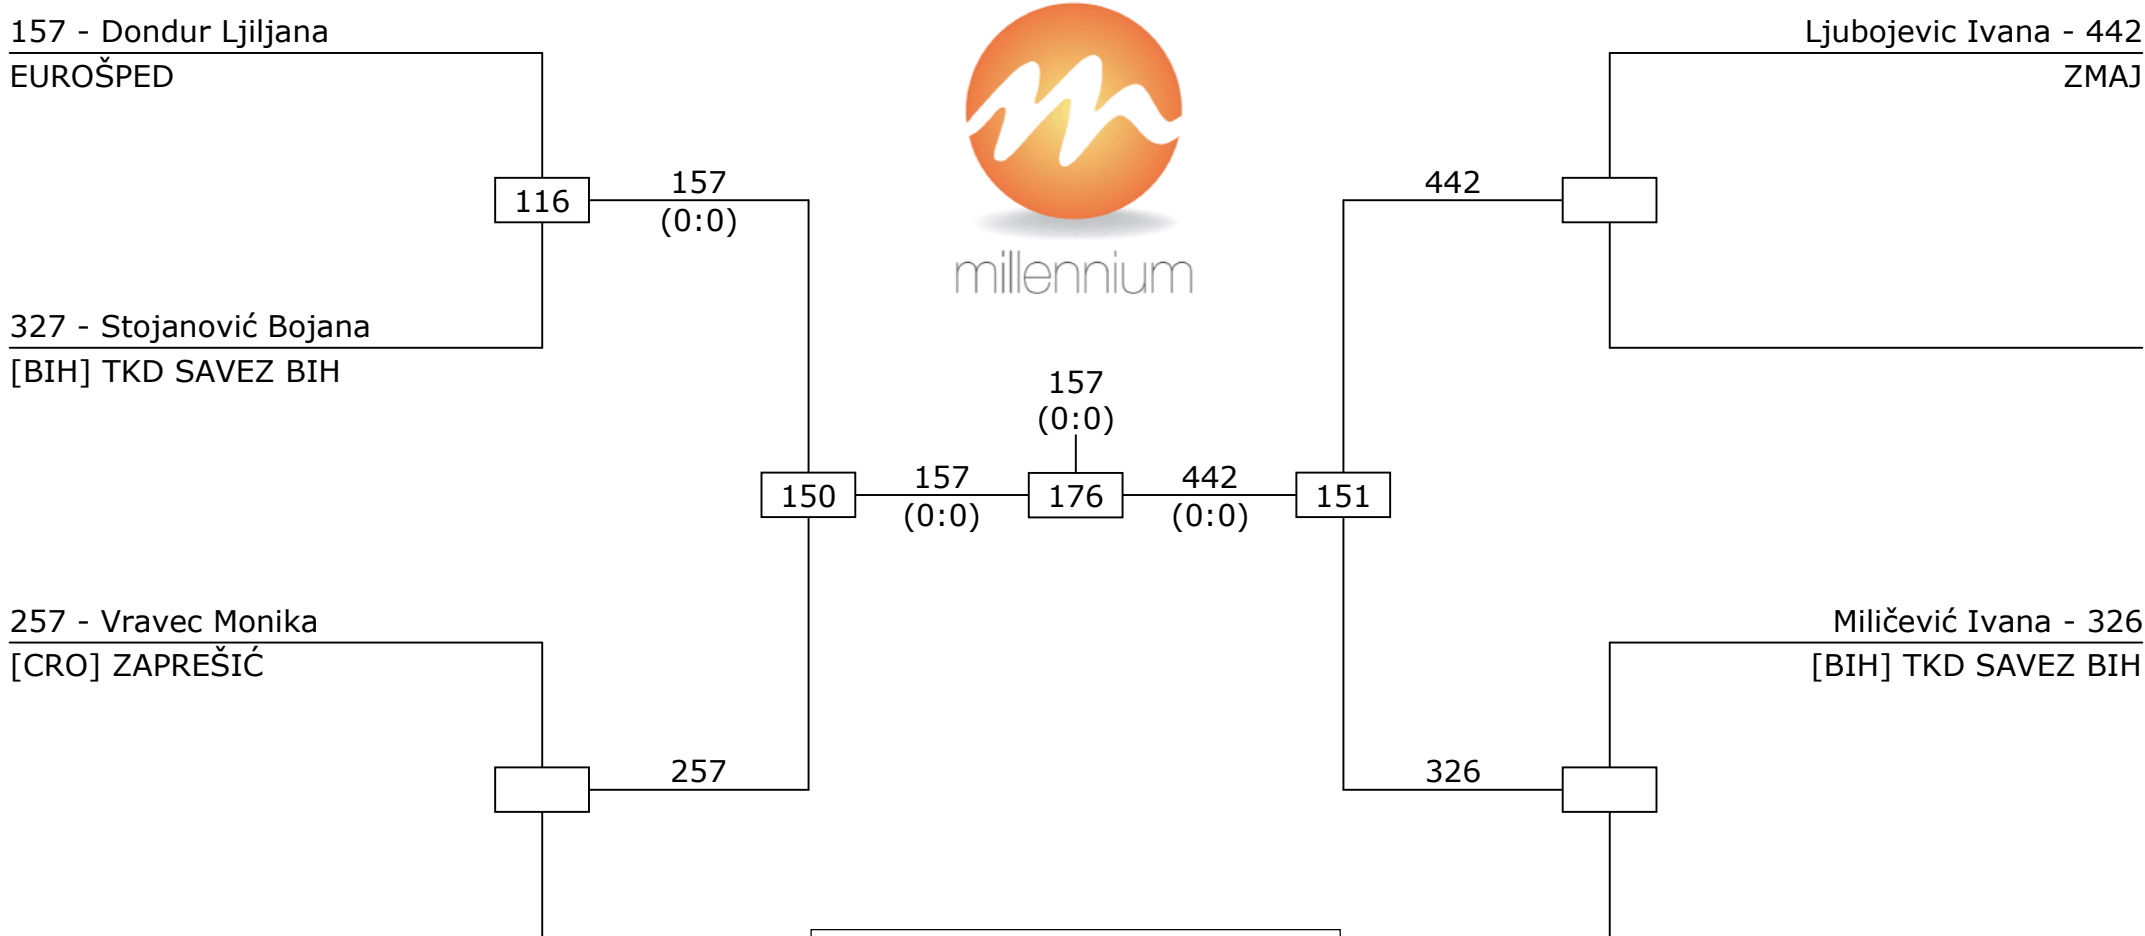 157 - Dondur Ljiljana
EUROŠPED
Ljubojevic Ivana - 442
ZMAJ
116
157
(0:0)
442
millennium
327 - Stojanović Bojana
[BIH] TKD SAVEZ BIH
157
(0:0)
150
157
(0:0)
176
442
(0:0)
151
257 - Vravec Monika
[CRO] ZAPREŠIĆ
Miličević Ivana - 326
[BIH] TKD SAVEZ BIH
257
326